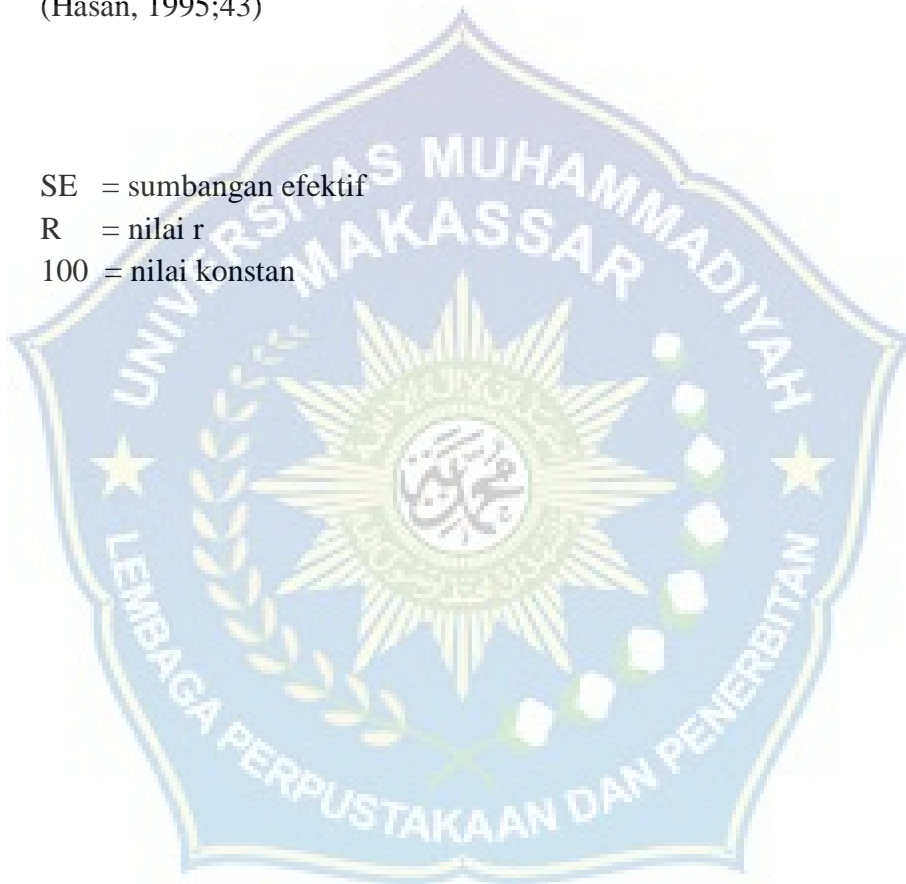 (Hasan, 1995;43)
SE = sumbangan efektif
R = nilai r
100 = nilai konstan
UNIVERSITAS MUHAMMADIYAH
MAKASSAR
LEMBAGA PERPUSTAKAAN DAN PENERBITAN